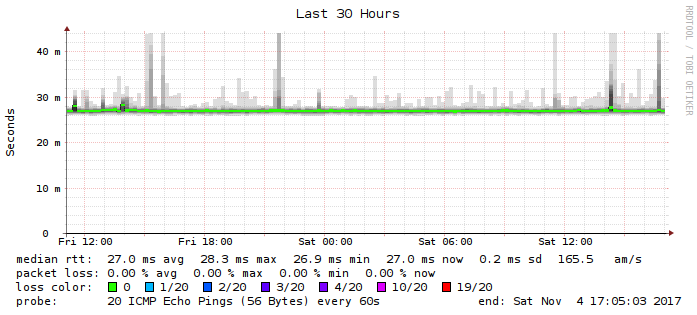 Last 30 Hours
RRDTOOL / TOBI OETIKER
Seconds
40 m
30 m
20 m
10 m
0
Fri 12:00 Fri 18:00 Sat 00:00 Sat 06:00 Sat 12:00
median rtt: 27.0 ms avg 28.3 ms max 26.9 ms min 27.0 ms now 0.2 ms sd 165.5 am/s
packet loss: 0.00 % avg 0.00 % max 0.00 % min 0.00 % now
loss color: 0 1/20 2/20 3/20 4/20 10/20 19/20
probe: 20 ICMP Echo Pings (56 Bytes) every 60s end: Sat Nov 4 17:05:03 2017